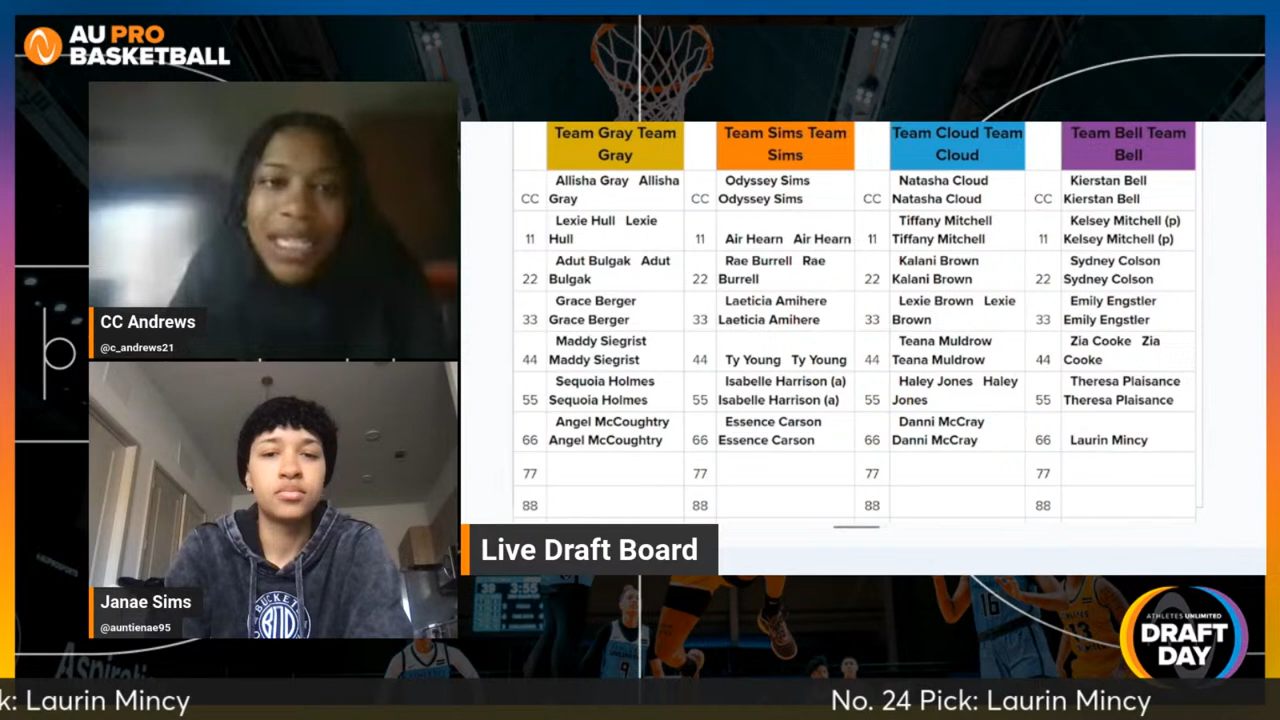 AU PRO
BASKETBALL
CC Andrews
@c_andrews21
Janae Sims
@auntienae95
Team Gray Team
Gray
Team Sims Team
Sims
Team Cloud Team
Cloud
Team Bell Team
Bell
CC
Allisha Gray Allisha
Gray
CC
Odyssey Sims
Odyssey Sims
CC
Natasha Cloud
Natasha Cloud
CC
Kierstan Bell
Kierstan Bell
11
Lexie Hull Lexie
Hull
11
Air Hearn Air Hearn
11
Tiffany Mitchell
Tiffany Mitchell
11
Kelsey Mitchell (p)
Kelsey Mitchell (p)
22
Adut Bulgak Adut
Bulgak
22
Rae Burrell Rae
Burrell
22
Kalani Brown
Kalani Brown
22
Sydney Colson
Sydney Colson
33
Grace Berger
Grace Berger
33
Laeticia Amihere
Laeticia Amihere
33
Lexie Brown Lexie
Brown
33
Emily Engstler
Emily Engstler
44
Maddy Siegrist
Maddy Siegrist
44
Ty Young Ty Young
44
Teana Muldrow
Teana Muldrow
44
Zia Cooke Zia
Cooke
55
Sequoia Holmes
Sequoia Holmes
55
Isabelle Harrison (a)
Isabelle Harrison (a)
55
Haley Jones Haley
Jones
55
Theresa Plaisance
Theresa Plaisance
66
Angel McCoughtry
Angel McCoughtry
66
Essence Carson
Essence Carson
66
Danni McCray
Danni McCray
66
Laurin Mincy
77
77
77
77
88
88
88
88
Live Draft Board
BUCKET
3:55
9
16
13
ATHLETES UNLIMITED
DRAFT
DAY
k: Laurin Mincy
No. 24 Pick: Laurin Mincy